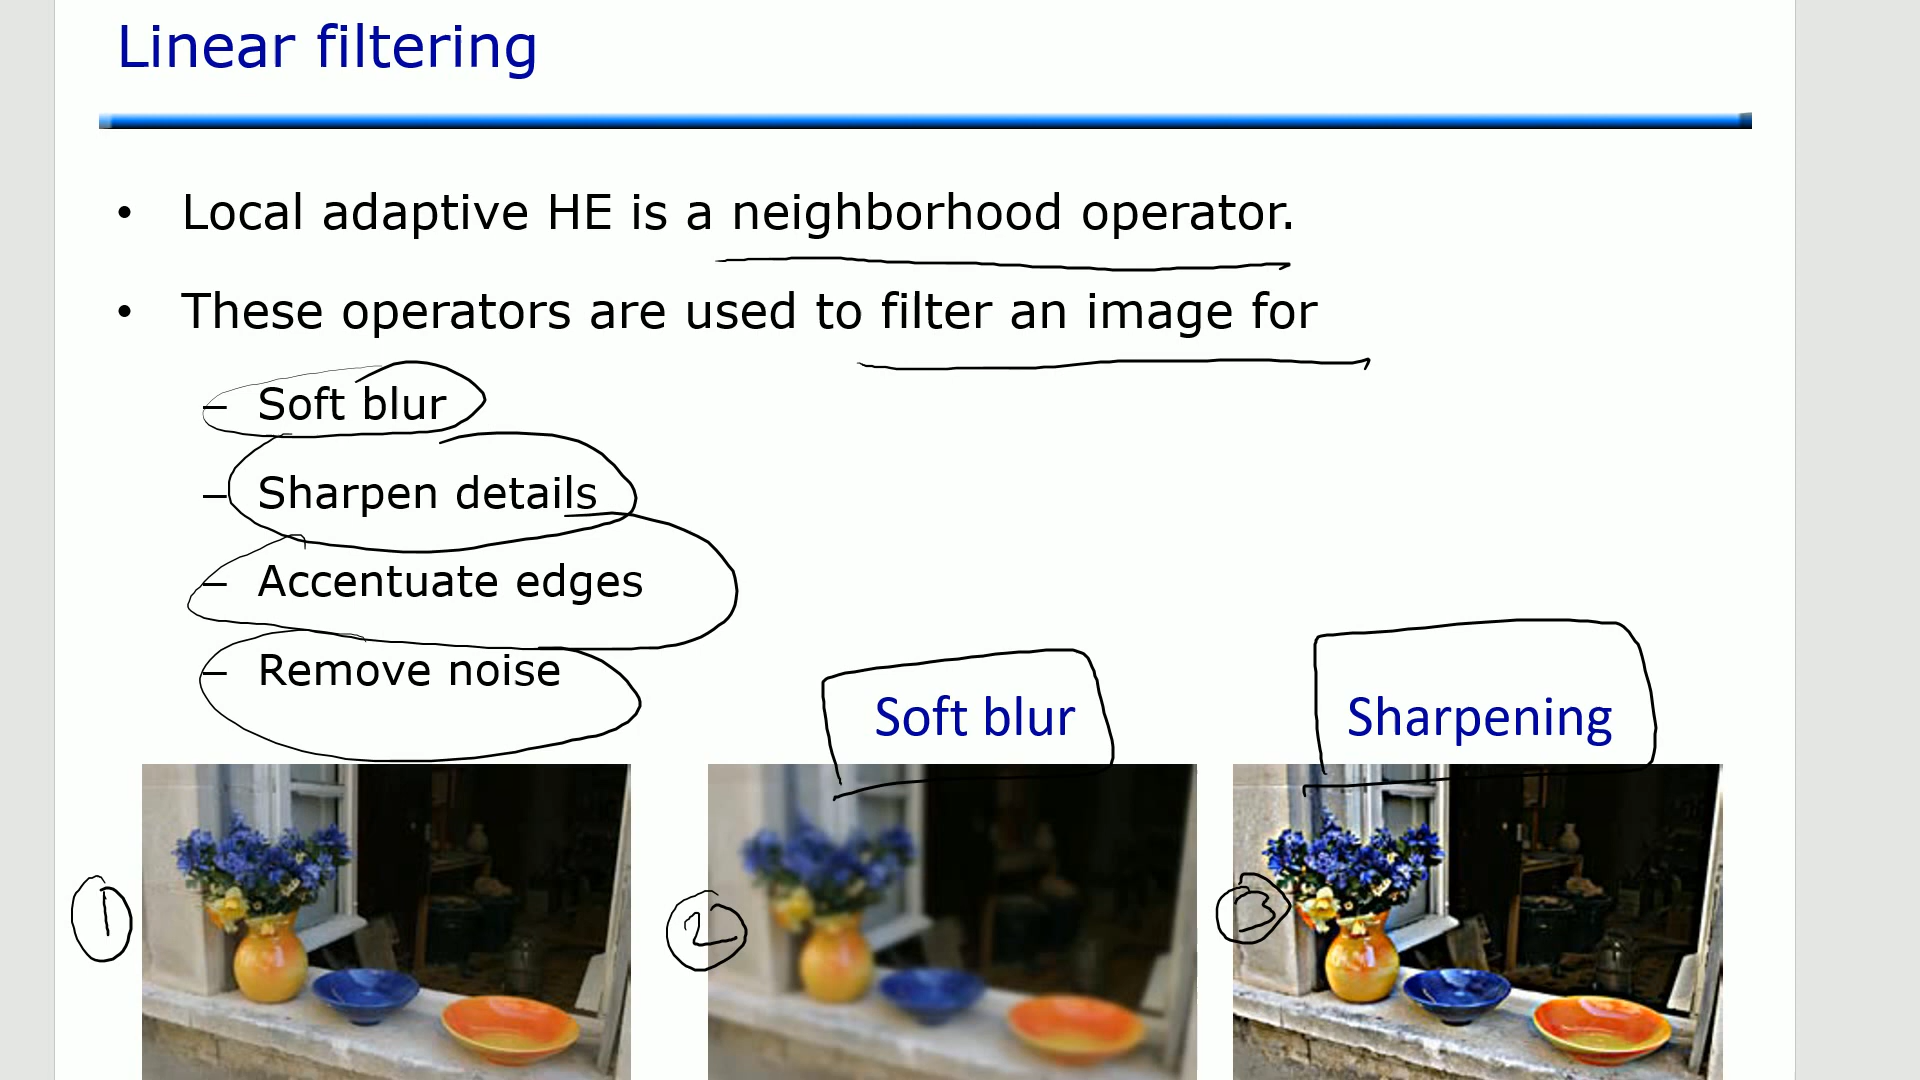 Linear filtering
• Local adaptive HE is a neighborhood operator.
• These operators are used to filter an image for
– Soft blur
– Sharpen details
– Accentuate edges
– Remove noise
Soft blur
Sharpening
1
2
3